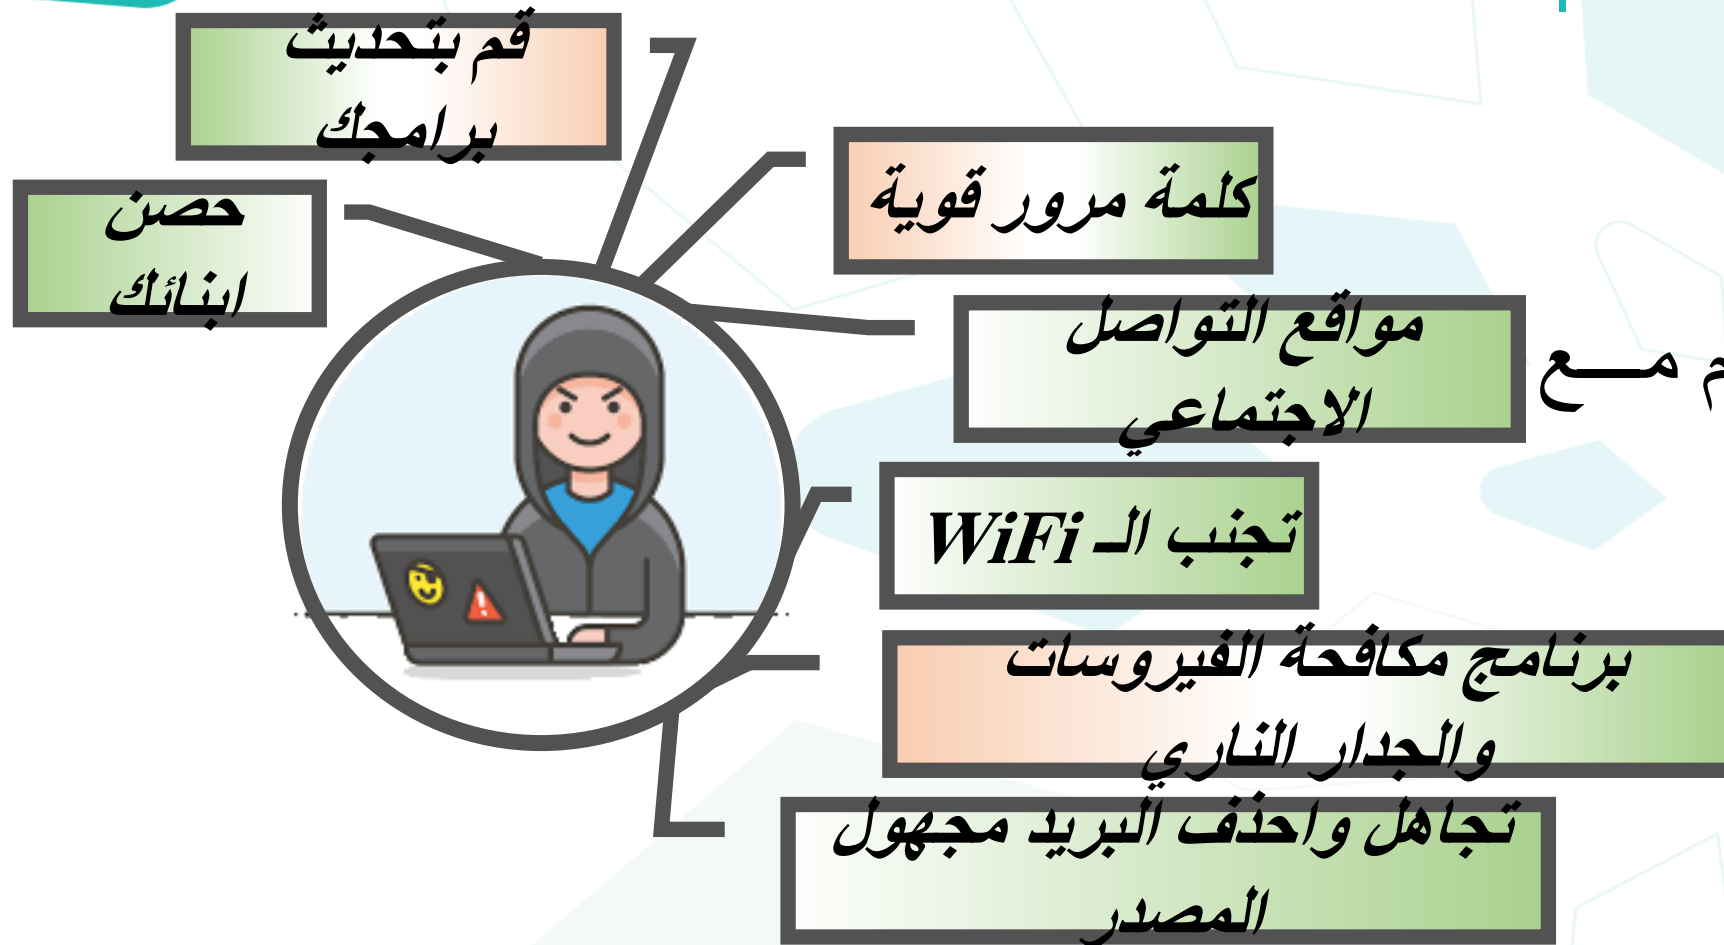 قم بتحديث
برامجك
كلمة مرور قوية
حصن
ابنائك
مواقع التواصل
الاجتماعي
م مـــع
تجنب الـ WiFi
برنامج مكافحة الفيروسات
والجدار الناري
تجاهل واحذف البريد مجهول
المصدر